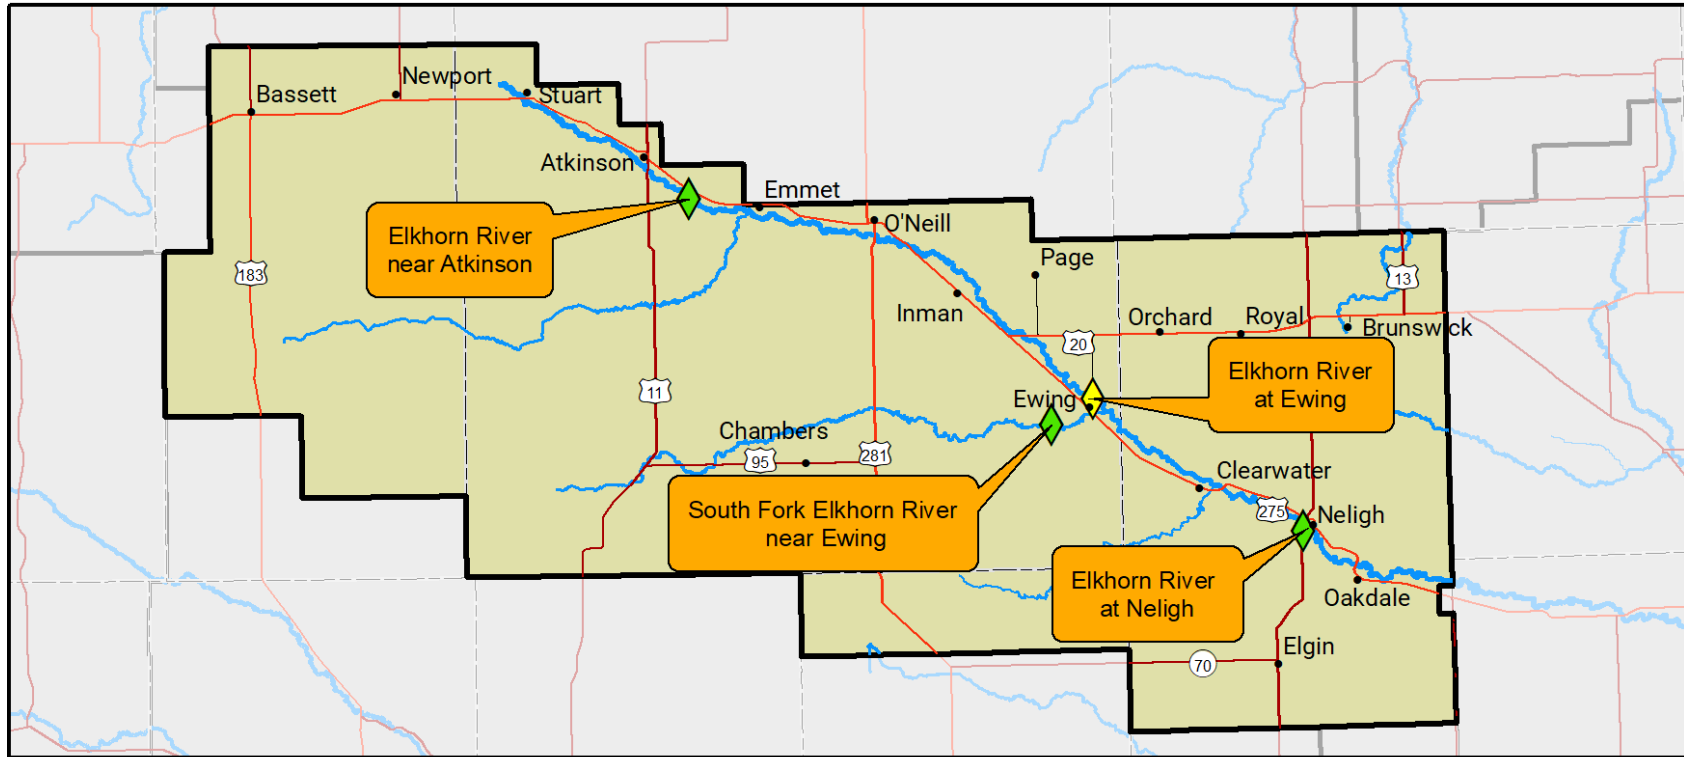 Newport
Bassett
Stuart
Atkinson
Emmet
Elkhorn River
near Atkinson
O'Neill
183
Page
13
Inman
Orchard
Royal
Brunswick
20
Elkhorn River
at Ewing
11
Ewing
Chambers
95
281
Clearwater
South Fork Elkhorn River
near Ewing
275
Neligh
Elkhorn River
at Neligh
Oakdale
Elgin
70